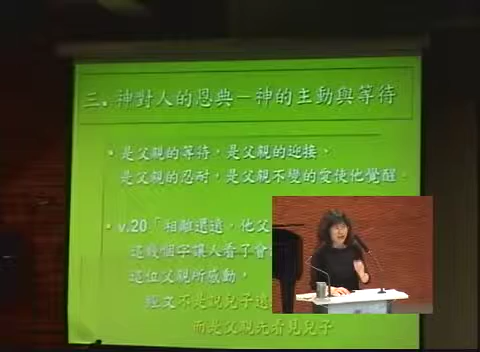 三. 神對人的恩典－神的主動與等待
• 是父親的等待，是父親的迎接、
是父親的忍耐，是父親不變的愛使他覺醒。
• v.20「相離還遠，他父
這幾個字讓人看了會
這位父親所感動，
經文不是說兒子遠
而是父親先看見兒子